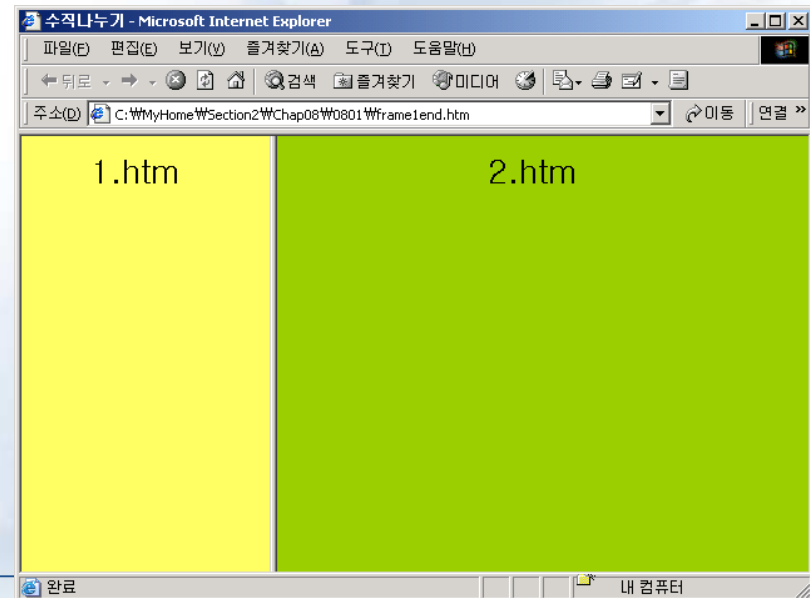 수직나누기 - Microsoft Internet Explorer
파일(F) 편집(E) 보기(V) 즐겨찾기(A) 도구(T) 도움말(H)
뒤로 검색 즐겨찾기 미디어
주소(D) C:₩MyHome₩Section2₩Chap08₩0801₩frame1end.htm 이동 연결 »
1.htm 2.htm
완료 내 컴퓨터